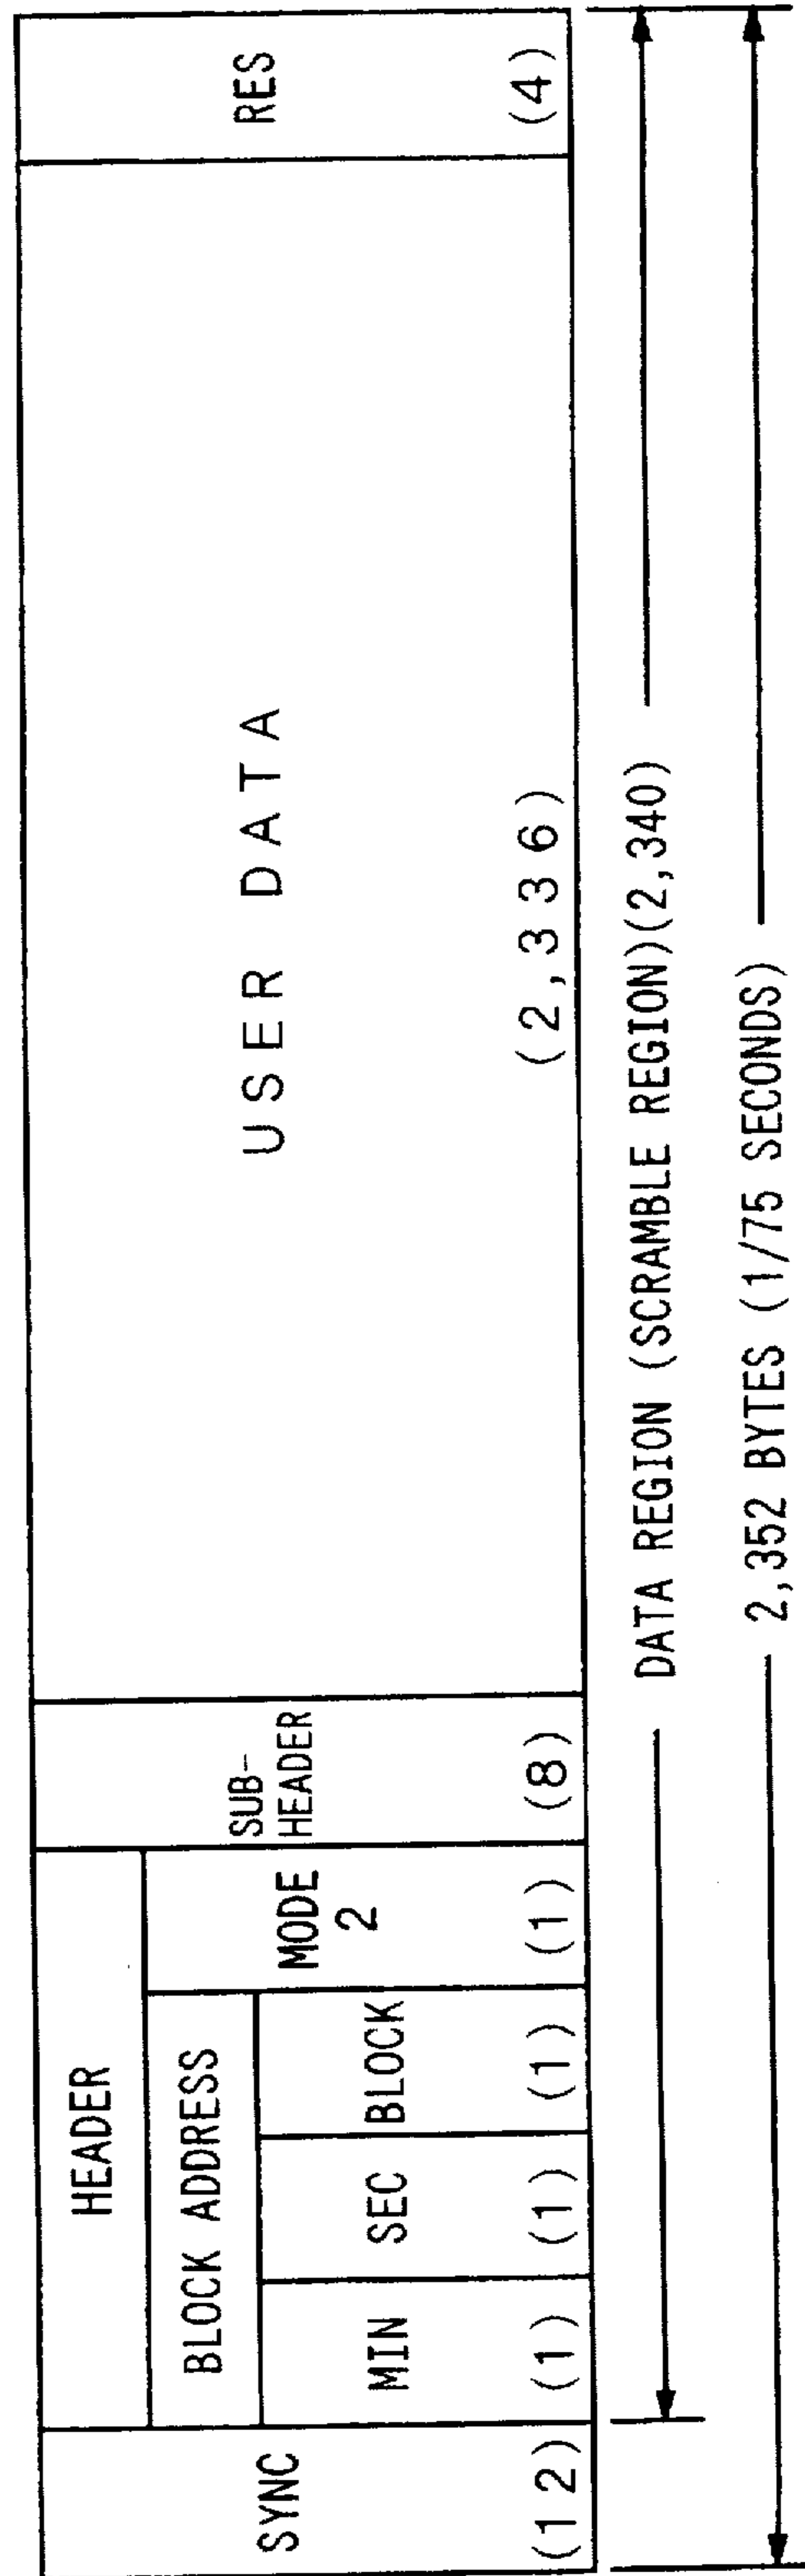 SYNC
(12)
HEADER
BLOCK ADDRESS
MIN
(1)
SEC
(1)
BLOCK
(1)
MODE
2
(1)
SUB-
HEADER
(8)
USER DATA
(2,336)
RES
(4)
DATA REGION (SCRAMBLE REGION)(2,340)
2,352 BYTES (1/75 SECONDS)